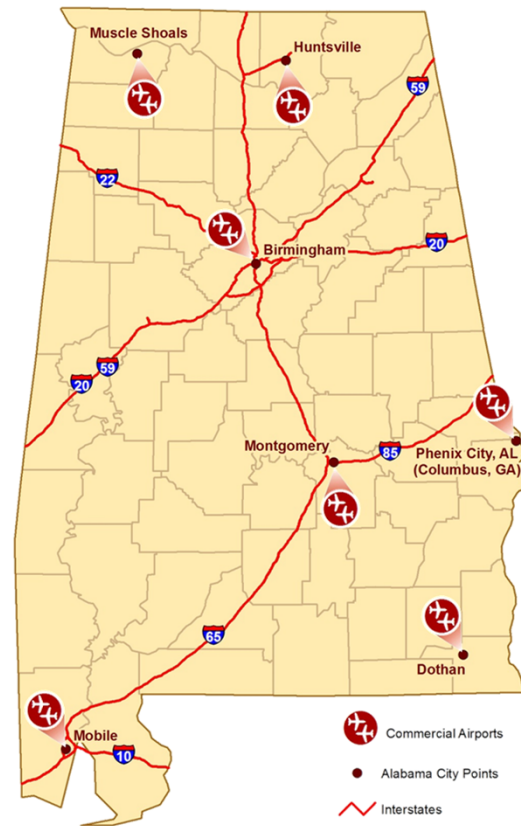 Muscle Shoals
Huntsville
59
22
Birmingham
20
59
20
Montgomery
85
Phenix City, AL
(Columbus, GA)
65
Dothan
Mobile
10
Commercial Airports
Alabama City Points
Interstates